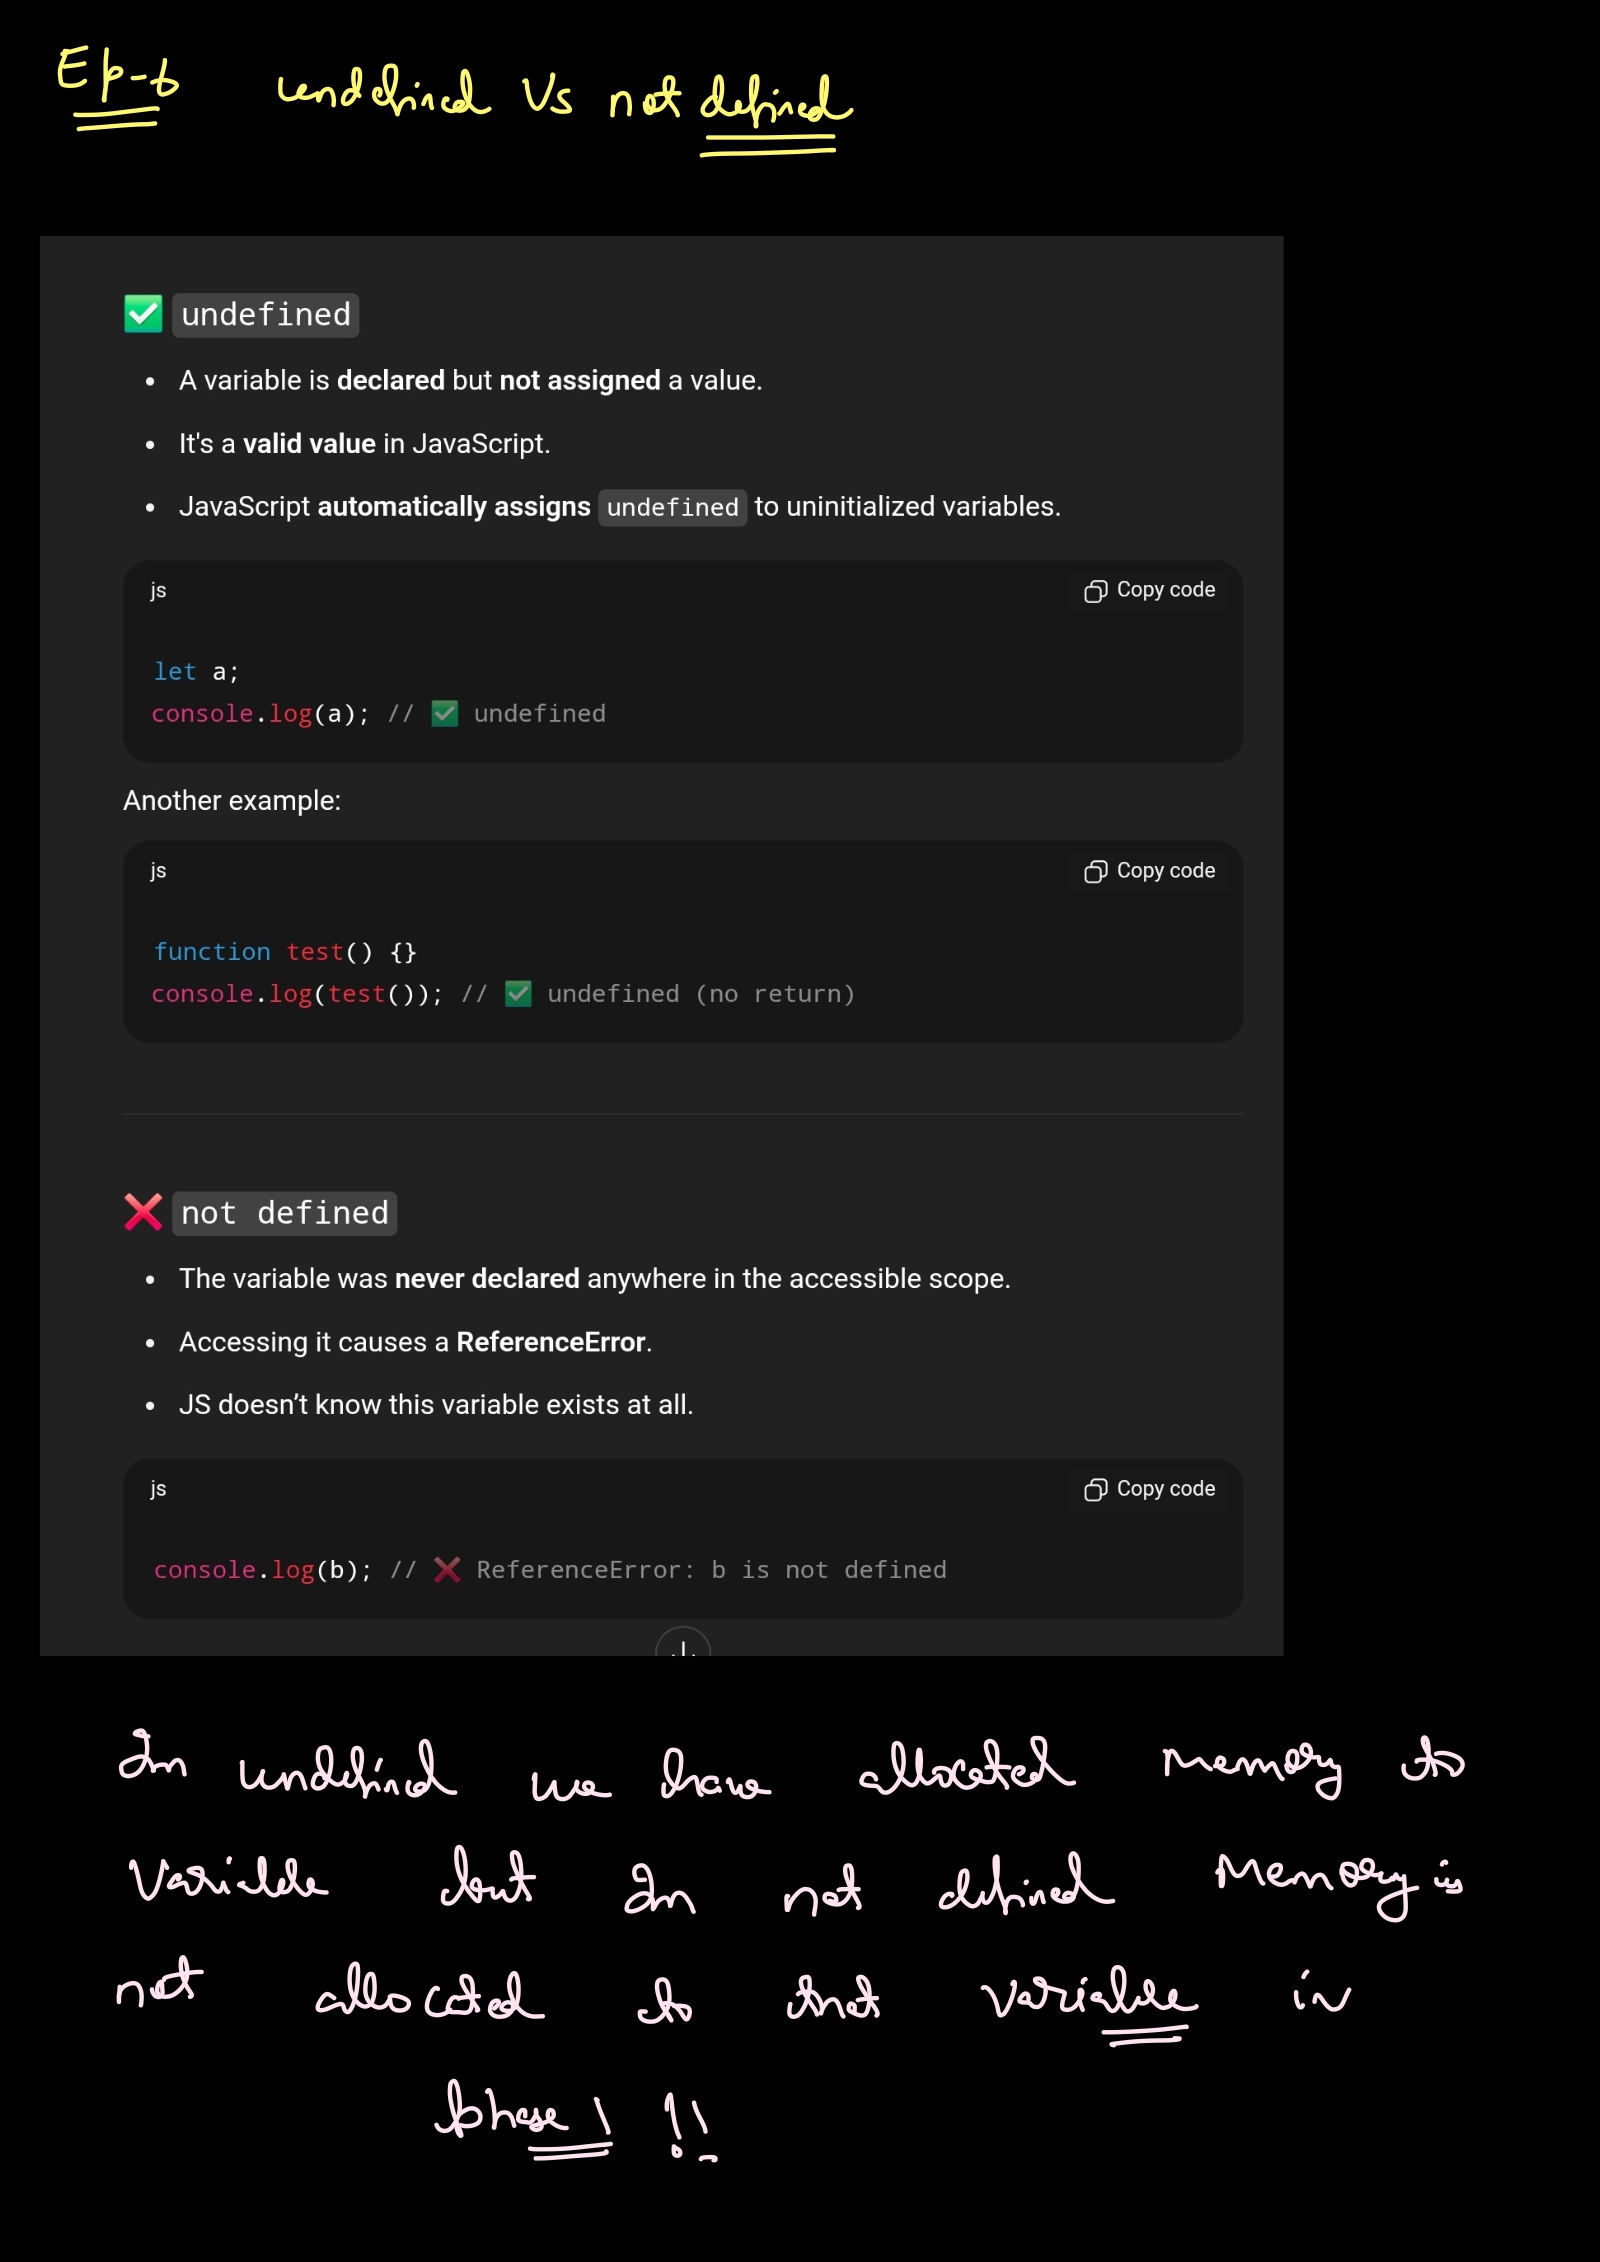 Ep-6 undefined Vs not defined
✅ undefined
• A variable is declared but not assigned a value.
• It's a valid value in JavaScript.
• JavaScript automatically assigns undefined to uninitialized variables.
js Copy code
let a;
console.log(a); // ✅ undefined
Another example:
js Copy code
function test() {}
console.log(test()); // ✅ undefined (no return)
❌ not defined
• The variable was never declared anywhere in the accessible scope.
• Accessing it causes a ReferenceError.
• JS doesn’t know this variable exists at all.
js Copy code
console.log(b); // ❌ ReferenceError: b is not defined
In undefined we have allocated memory to
Variable but In not defined Memory is
not allocated to that variable in
phase 1 !!